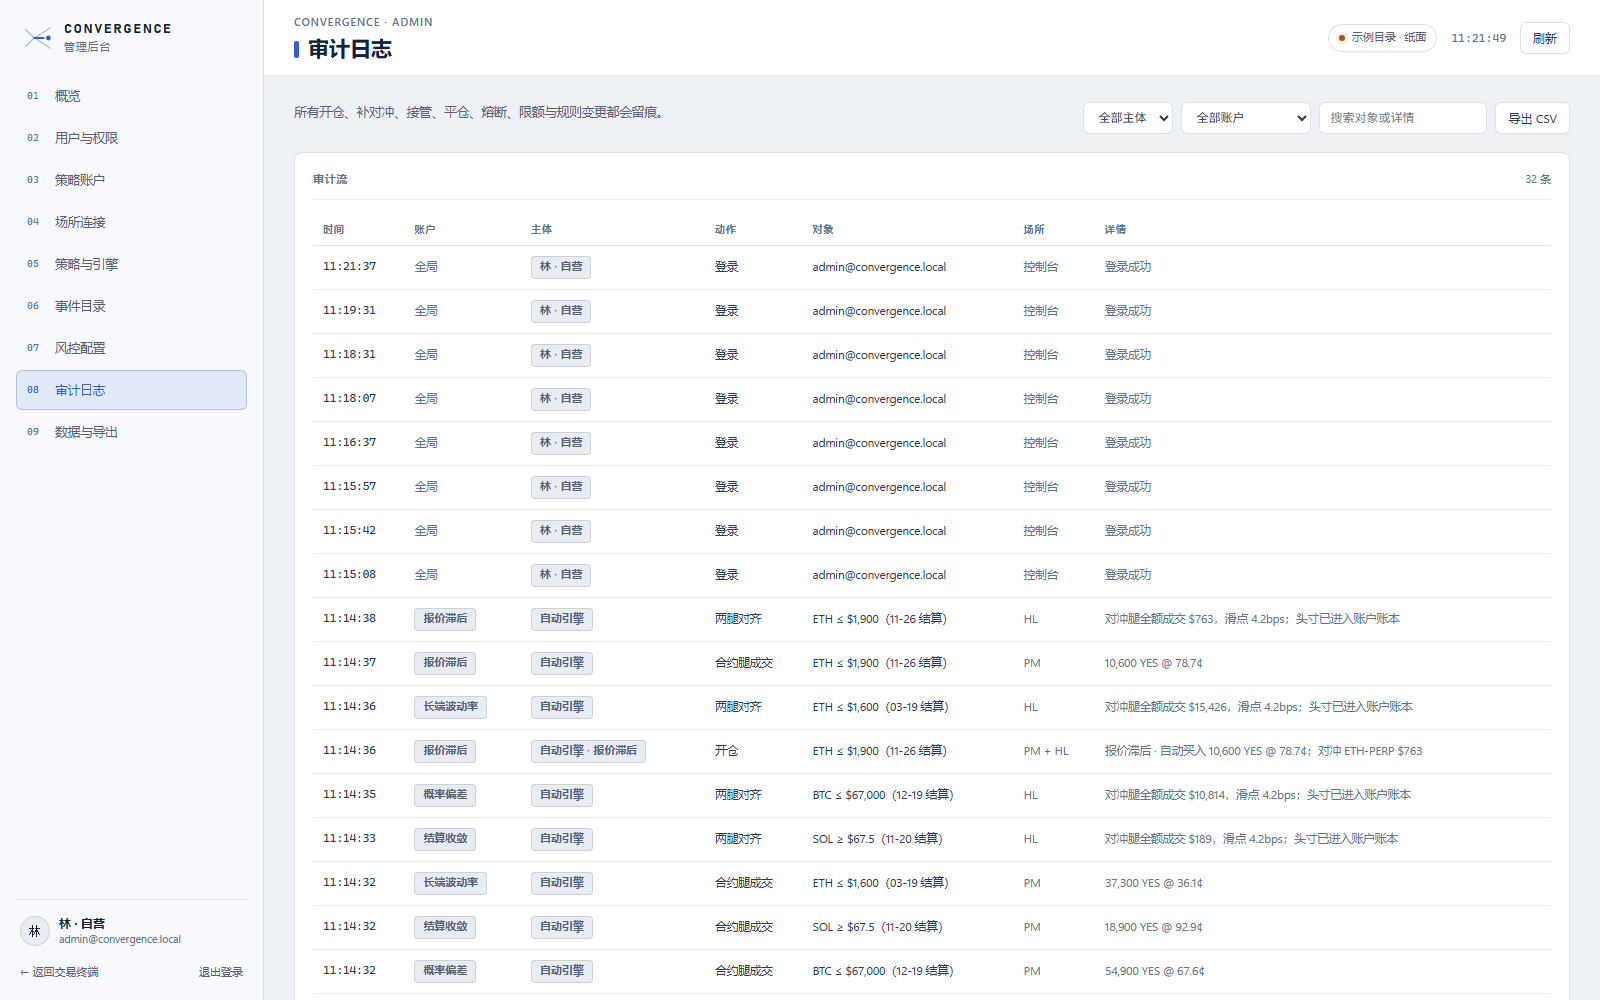 CONVERGENCE
管理后台
01 概览
02 用户与权限
03 策略账户
04 场所连接
05 策略与引擎
06 事件目录
07 风控配置
08 审计日志
09 数据与导出
林 林 · 自营
admin@convergence.local
← 返回交易终端 退出登录
CONVERGENCE · ADMIN
审计日志
示例目录 · 纸面 11:21:49 刷新
所有开仓、补对冲、接管、平仓、熔断、限额与规则变更都会留痕。
全部主体 全部账户 搜索对象或详情 导出 CSV
审计流 32 条
时间 账户 主体 动作 对象 场所 详情
11:21:37 全局 林 · 自营 登录 admin@convergence.local 控制台 登录成功
11:19:31 全局 林 · 自营 登录 admin@convergence.local 控制台 登录成功
11:18:31 全局 林 · 自营 登录 admin@convergence.local 控制台 登录成功
11:18:07 全局 林 · 自营 登录 admin@convergence.local 控制台 登录成功
11:16:37 全局 林 · 自营 登录 admin@convergence.local 控制台 登录成功
11:15:57 全局 林 · 自营 登录 admin@convergence.local 控制台 登录成功
11:15:42 全局 林 · 自营 登录 admin@convergence.local 控制台 登录成功
11:15:08 全局 林 · 自营 登录 admin@convergence.local 控制台 登录成功
11:14:38 报价滞后 自动引擎 两腿对齐 ETH ≤ $1,900（11-26 结算） HL 对冲腿全额成交 $763，滑点 4.2bps；头寸已进入账户账本
11:14:37 报价滞后 自动引擎 合约腿成交 ETH ≤ $1,900（11-26 结算） PM 10,600 YES @ 78.7¢
11:14:36 长端波动率 自动引擎 两腿对齐 ETH ≤ $1,600（03-19 结算） HL 对冲腿全额成交 $15,426，滑点 4.2bps；头寸已进入账户账本
11:14:36 报价滞后 自动引擎 · 报价滞后 开仓 ETH ≤ $1,900（11-26 结算） PM + HL 报价滞后 · 自动买入 10,600 YES @ 78.7¢；对冲 ETH-PERP $763
11:14:35 概率偏差 自动引擎 两腿对齐 BTC ≤ $67,000（12-19 结算） HL 对冲腿全额成交 $10,814，滑点 4.2bps；头寸已进入账户账本
11:14:33 结算收敛 自动引擎 两腿对齐 SOL ≥ $67.5（11-20 结算） HL 对冲腿全额成交 $189，滑点 4.2bps；头寸已进入账户账本
11:14:32 长端波动率 自动引擎 合约腿成交 ETH ≤ $1,600（03-19 结算） PM 37,300 YES @ 36.1¢
11:14:32 结算收敛 自动引擎 合约腿成交 SOL ≥ $67.5（11-20 结算） PM 18,900 YES @ 92.9¢
11:14:32 概率偏差 自动引擎 合约腿成交 BTC ≤ $67,000（12-19 结算） PM 54,900 YES @ 67.6¢